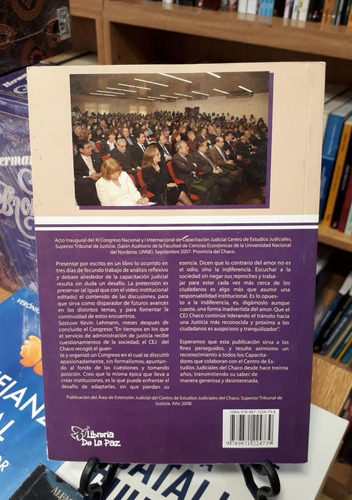 Acto Inaugural del XI Congreso Nacional y I Internacional de Capacitación Judicial Centro de Estudios Judiciales,
Superior Tribunal de Justicia. (Salón Auditorio de la Facultad de Ciencias Económicas de la Universidad Nacional
del Nordeste, UNNE). Septiembre 2007. Provincia del Chaco.
Presentar por escrito en un libro lo ocurrido en
tres días de fecundo trabajo de análisis reflexivo
y debate alrededor de la capacitación judicial
resulta sin duda un desafío. La pretensión es
preservar (al igual que con el video institucional
editado) el contenido de las discusiones, para
que sirva como disparador de futuros avances
en los distintos temas, y para fomentar la
continuidad de estos encuentros.
Gustavo Kevin Lehmann, meses después de
concluido el Congreso: "En tiempos en los que
el servicio de administración de justicia recibe
cuestionamientos de la sociedad, el CEJ del
Chaco recogió el guan-
te y organizó un Congreso en el cual se discutió
apasionadamente, sin formalismos, apuntando
al fondo de las cuestiones y tomando
posición. Creo que la misma épica que lleva a
crear instituciones, es la que puede enfrentar el
desafío de adaptarlas, sin que pierdan su
esencia. Dicen que lo contrario del amor no es
el odio, sino la indiferencia. Escuchar a la
sociedad sin negar sus reproches y traba-
jar para estar cada vez más cerca de los
ciudadanos es algo más que asumir una
responsabilidad institucional. Es lo opues-
to a la indiferencia, es, digámoslo aunque
cueste, una forma inadvertida del amor. Que el
CEJ Chaco continúe liderando el tránsito hacia
una Justicia más reconocida y próxima a los
ciudadanos es auspicioso y tranquilizador"
Esperamos que esta publicación sirva a los
fines perseguidos, y resulte asimismo un
reconocimiento a todos los Capacita-
dores que colaboran con el Centro de Es-
tudios Judiciales del Chaco desde hace treinta
años, transmitiendo su saber de
manera generosa y desinteresada.
Publicación del Área de Extensión Judicial del Centro de Estudios Judiciales del Chaco. Superior Tribunal de
Justicia. Año 2008.
Librería
De La Paz
ISBN 978-987-1224-73-9
9 789871 224739